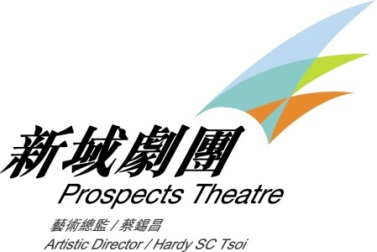 新域劇團
Prospects Theatre
藝術總監 / 蔡錫昌
Artistic Director / Hardy SC Tsoi